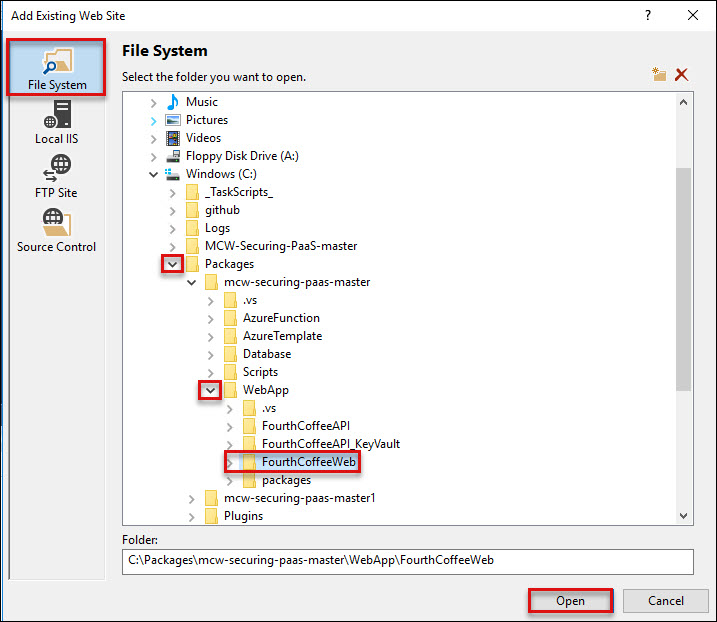 Add Existing Web Site
?
File System
Local IIS
FTP Site
Source Control
File System
Select the folder you want to open.
Music
Pictures
Videos
Floppy Disk Drive (A:)
Windows (C:)
_TaskScripts_
github
Logs
MCW-Securing-PaaS-master
Packages
mcw-securing-paas-master
.vs
AzureFunction
AzureTemplate
Database
Scripts
WebApp
.vs
FourthCoffeeAPI
FourthCoffeeAPI_KeyVault
FourthCoffeeWeb
packages
mcw-securing-paas-master1
Plugins
Folder:
C:\Packages\mcw-securing-paas-master\WebApp\FourthCoffeeWeb
Open
Cancel